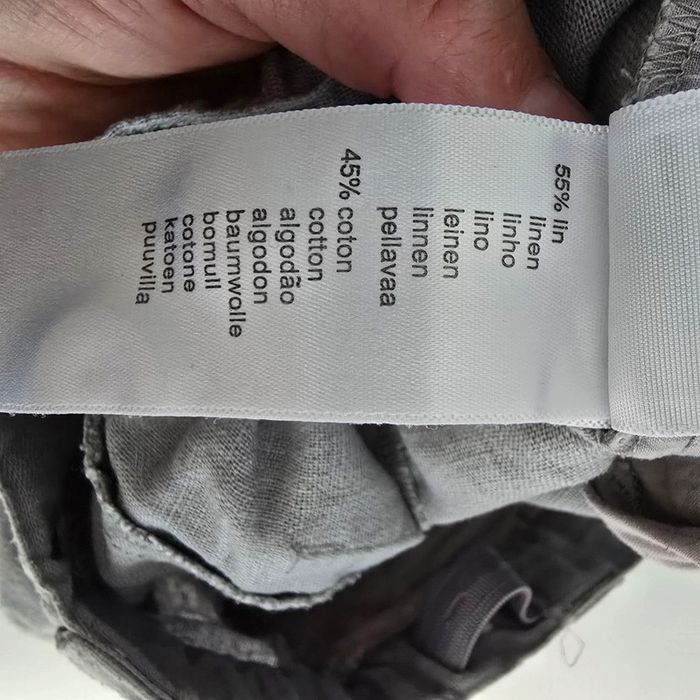 55% lin
linen
linho
lino
leinen
linnen
pellavaa
45% coton
cotton
algodão
algodon
baumwolle
bomull
cotone
katoen
puuvilla